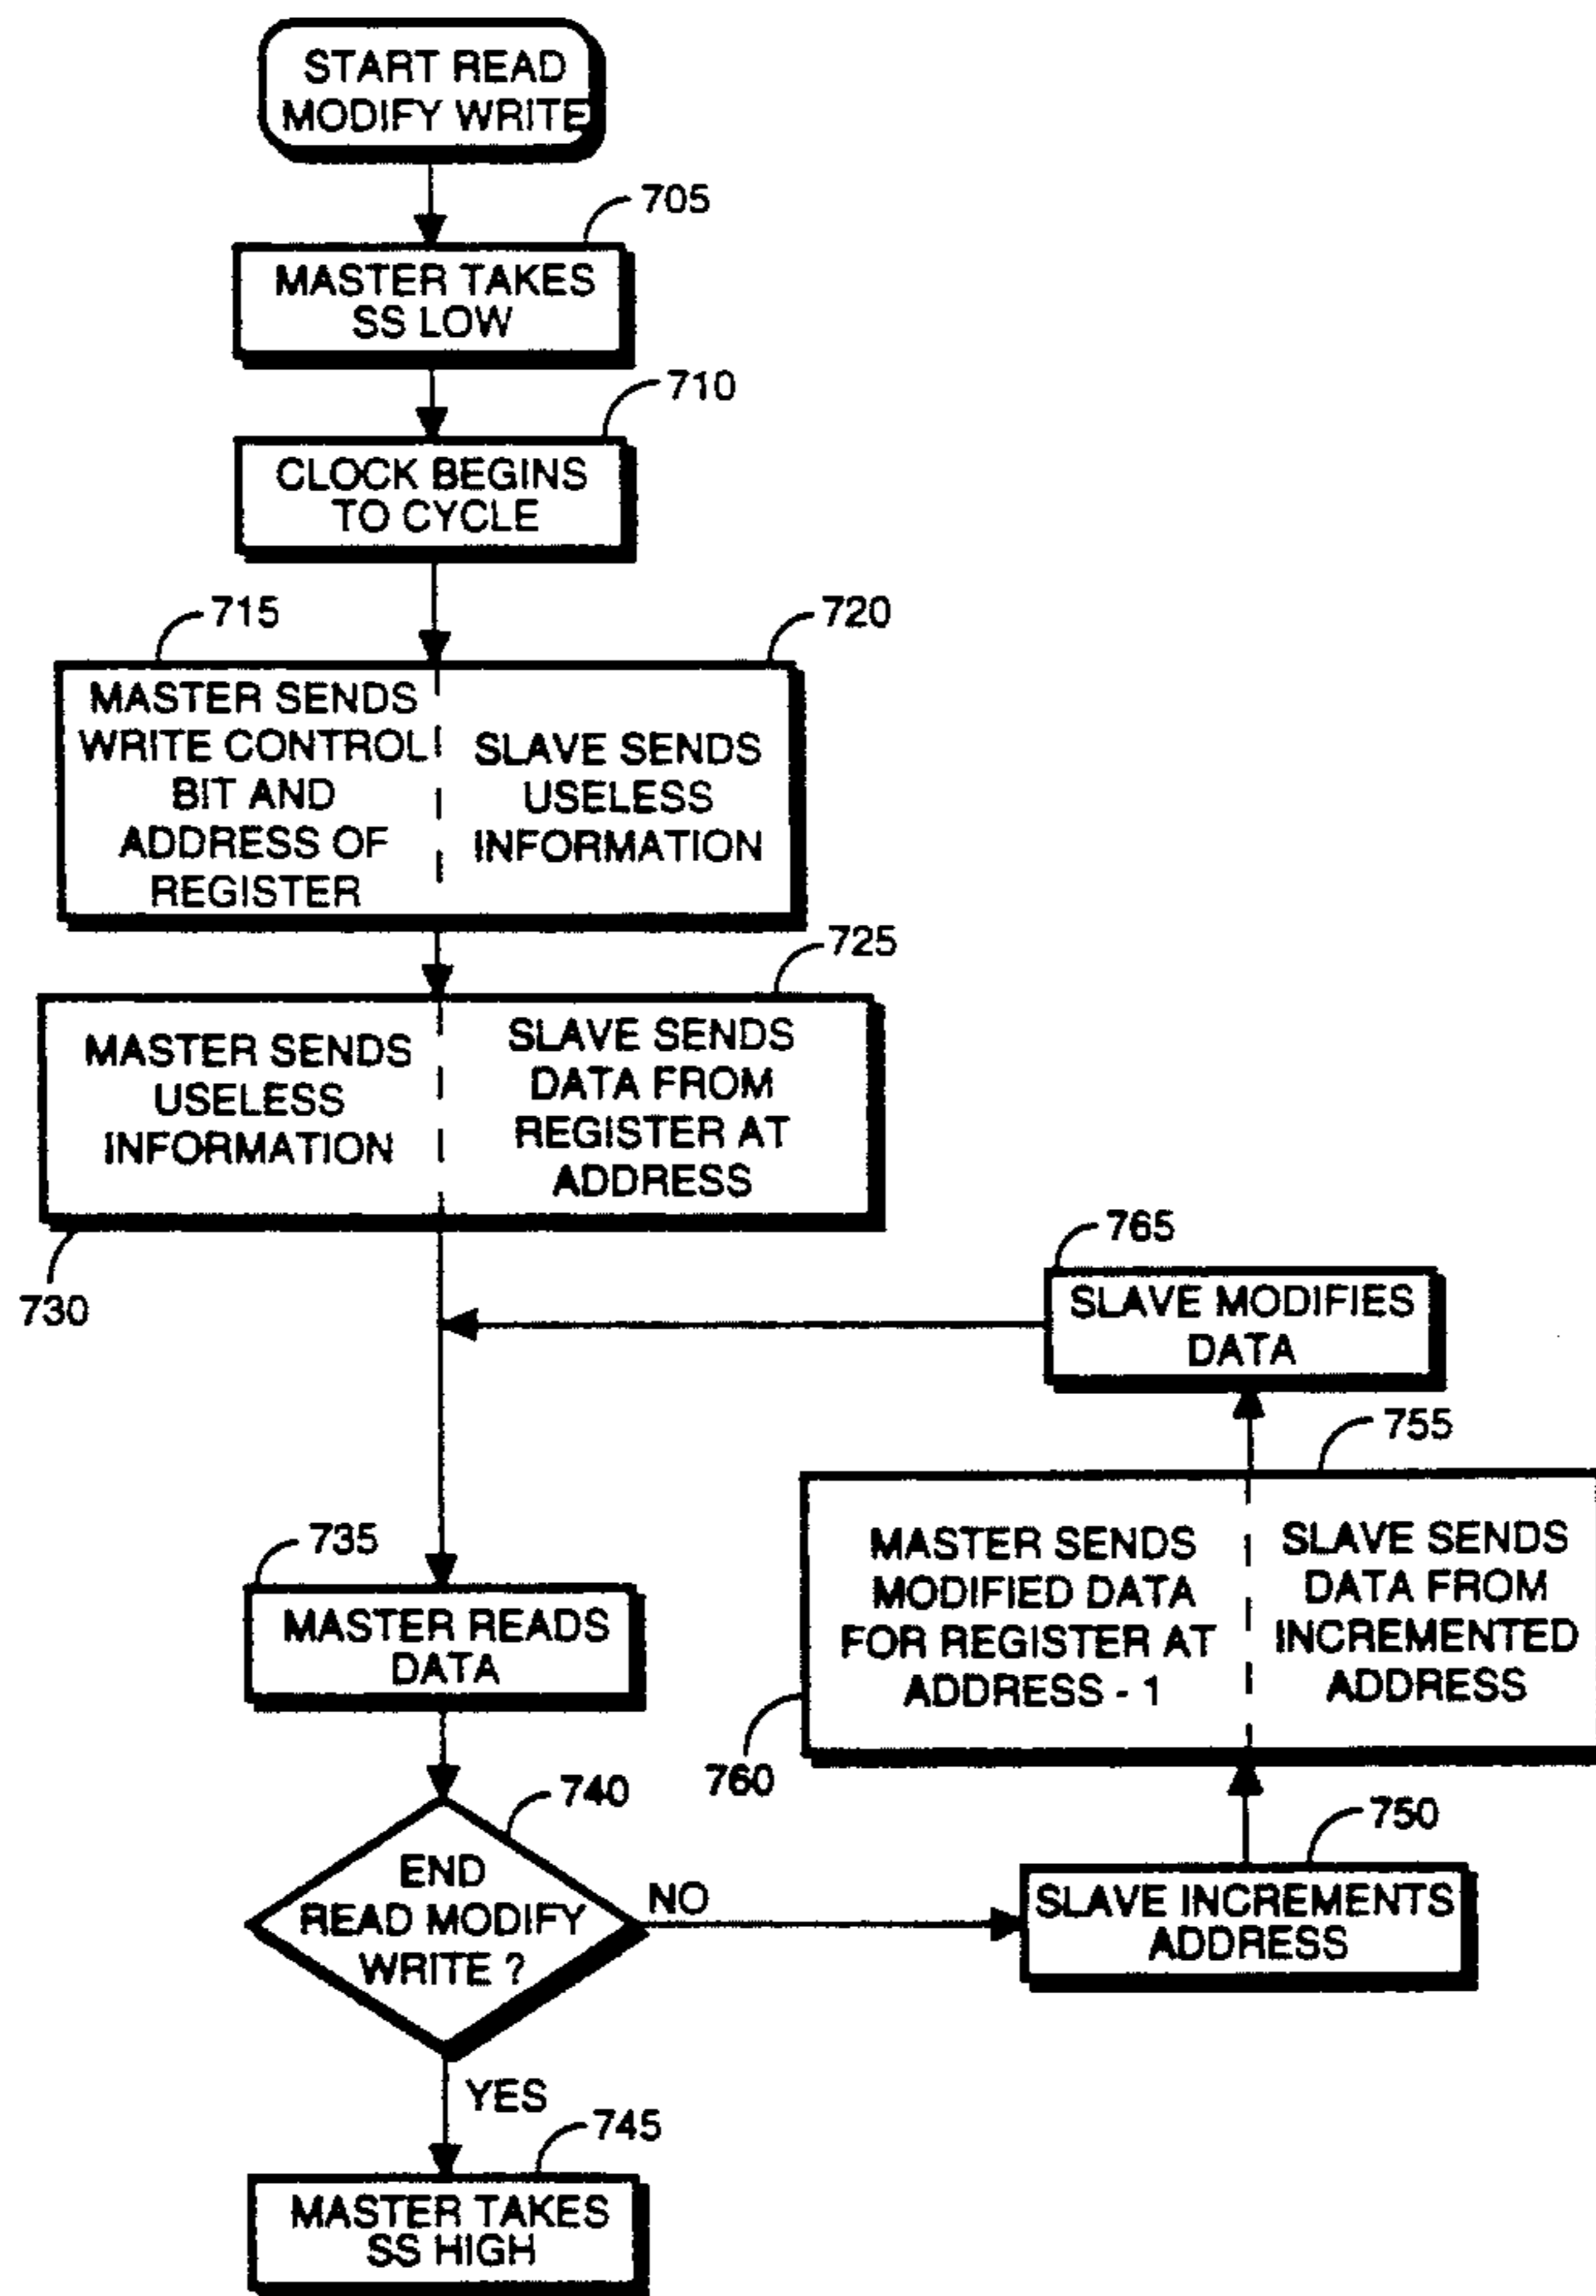 START READ
MODIFY WRITE
705
MASTER TAKES
SS LOW
710
CLOCK BEGINS
TO CYCLE
715
MASTER SENDS
WRITE CONTROL
BIT AND
ADDRESS OF
REGISTER
720
SLAVE SENDS
USELESS
INFORMATION
725
MASTER SENDS
USELESS
INFORMATION
SLAVE SENDS
DATA FROM
REGISTER AT
ADDRESS
730
765
SLAVE MODIFIES
DATA
755
MASTER SENDS
MODIFIED DATA
FOR REGISTER AT
ADDRESS - 1
SLAVE SENDS
DATA FROM
INCREMENTED
ADDRESS
760
735
MASTER READS
DATA
740
END
READ MODIFY
WRITE ?
NO
750
SLAVE INCREMENTS
ADDRESS
YES
745
MASTER TAKES
SS HIGH